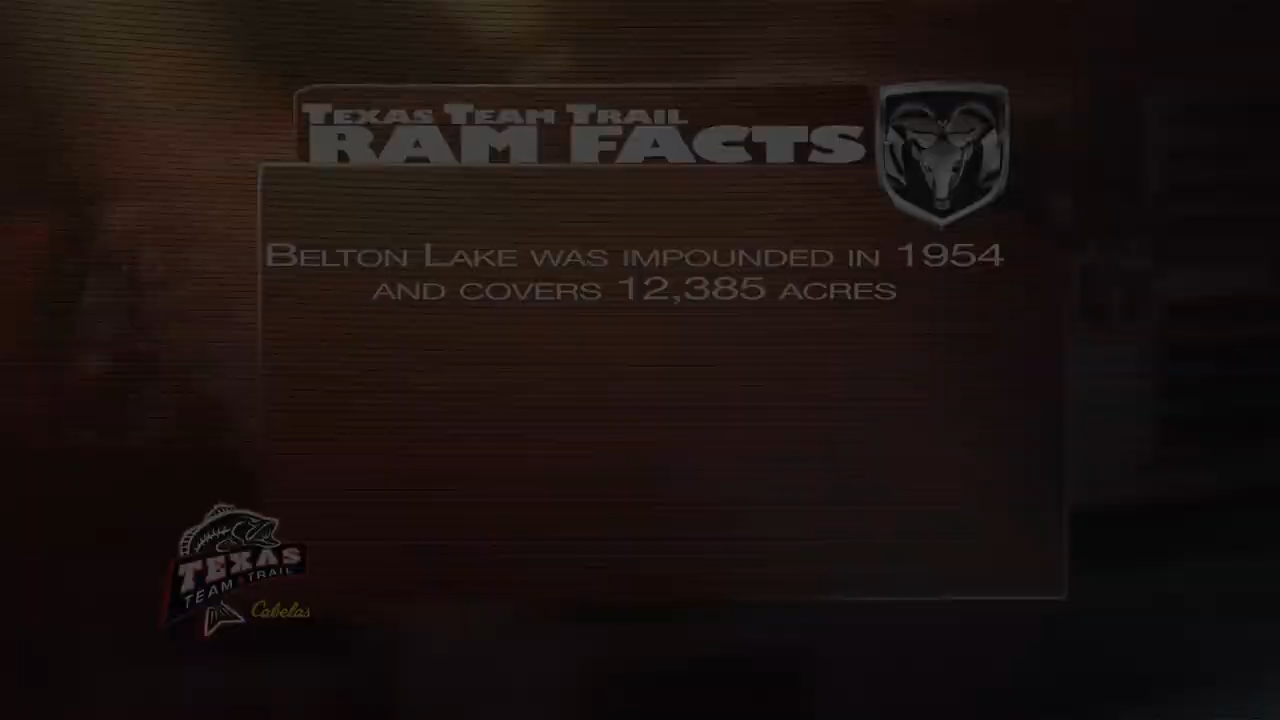 TEXAS TEAM TRAIL
RAM FACTS
BELTON LAKE WAS IMPOUNDED IN 1954
AND COVERS 12,385 ACRES
TEXAS
TEAM TRAIL
Cabelas